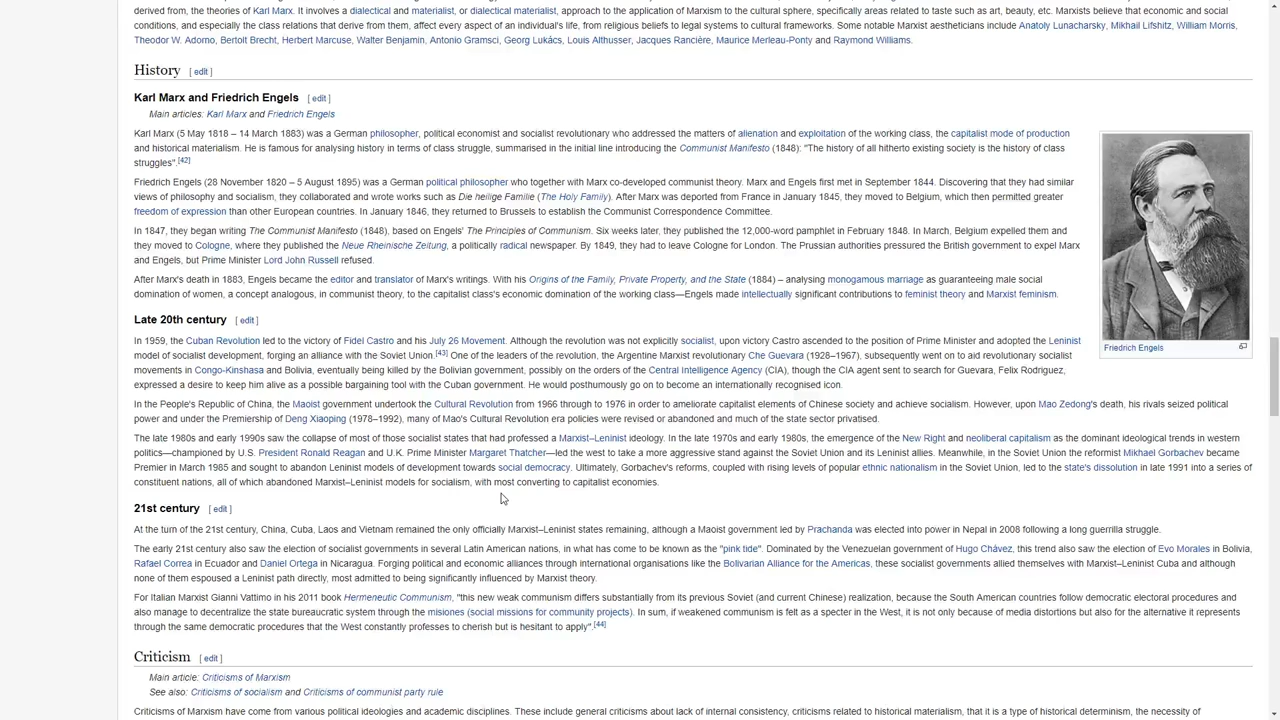 derived from, the theories of Karl Marx. It involves a dialectical and materialist, or dialectical materialist, approach to the application of Marxism to the cultural sphere, specifically areas related to taste such as art, beauty, etc. Marxists believe that economic and social
conditions, and especially the class relations that derive from them, affect every aspect of an individual's life, from religious beliefs to legal systems to cultural frameworks. Some notable Marxist aestheticians include Anatoly Lunacharsky, Mikhail Lifshitz, William Morris,
Theodor W. Adorno, Bertolt Brecht, Herbert Marcuse, Walter Benjamin, Antonio Gramsci, Georg Lukács, Louis Althusser, Jacques Rancière, Maurice Merleau-Ponty and Raymond Williams.
History [ edit ]
Karl Marx and Friedrich Engels [ edit ]
Main articles: Karl Marx and Friedrich Engels
Karl Marx (5 May 1818 – 14 March 1883) was a German philosopher, political economist and socialist revolutionary who addressed the matters of alienation and exploitation of the working class, the capitalist mode of production
and historical materialism. He is famous for analysing history in terms of class struggle, summarised in the initial line introducing the Communist Manifesto (1848): "The history of all hitherto existing society is the history of class
struggles".[42]
Friedrich Engels (28 November 1820 – 5 August 1895) was a German political philosopher who together with Marx co-developed communist theory. Marx and Engels first met in September 1844. Discovering that they had similar
views of philosophy and socialism, they collaborated and wrote works such as Die heilige Familie (The Holy Family). After Marx was deported from France in January 1845, they moved to Belgium, which then permitted greater
freedom of expression than other European countries. In January 1846, they returned to Brussels to establish the Communist Correspondence Committee.
In 1847, they began writing The Communist Manifesto (1848), based on Engels' The Principles of Communism. Six weeks later, they published the 12,000-word pamphlet in February 1848. In March, Belgium expelled them and
they moved to Cologne, where they published the Neue Rheinische Zeitung, a politically radical newspaper. By 1849, they had to leave Cologne for London. The Prussian authorities pressured the British government to expel Marx
and Engels, but Prime Minister Lord John Russell refused.
After Marx's death in 1883, Engels became the editor and translator of Marx's writings. With his Origins of the Family, Private Property, and the State (1884) – analysing monogamous marriage as guaranteeing male social
domination of women, a concept analogous, in communist theory, to the capitalist class's economic domination of the working class—Engels made intellectually significant contributions to feminist theory and Marxist feminism.
Friedrich Engels
Late 20th century [ edit ]
In 1959, the Cuban Revolution led to the victory of Fidel Castro and his July 26 Movement. Although the revolution was not explicitly socialist, upon victory Castro ascended to the position of Prime Minister and adopted the Leninist
model of socialist development, forging an alliance with the Soviet Union.[43] One of the leaders of the revolution, the Argentine Marxist revolutionary Che Guevara (1928–1967), subsequently went on to aid revolutionary socialist
movements in Congo-Kinshasa and Bolivia, eventually being killed by the Bolivian government, possibly on the orders of the Central Intelligence Agency (CIA), though the CIA agent sent to search for Guevara, Felix Rodriguez,
expressed a desire to keep him alive as a possible bargaining tool with the Cuban government. He would posthumously go on to become an internationally recognised icon.
In the People's Republic of China, the Maoist government undertook the Cultural Revolution from 1966 through to 1976 in order to ameliorate capitalist elements of Chinese society and achieve socialism. However, upon Mao Zedong's death, his rivals seized political
power and under the Premiership of Deng Xiaoping (1978–1992), many of Mao's Cultural Revolution era policies were revised or abandoned and much of the state sector privatised.
The late 1980s and early 1990s saw the collapse of most of those socialist states that had professed a Marxist–Leninist ideology. In the late 1970s and early 1980s, the emergence of the New Right and neoliberal capitalism as the dominant ideological trends in western
politics—championed by U.S. President Ronald Reagan and U.K. Prime Minister Margaret Thatcher—led the west to take a more aggressive stand against the Soviet Union and its Leninist allies. Meanwhile, in the Soviet Union the reformist Mikhael Gorbachev became
Premier in March 1985 and sought to abandon Leninist models of development towards social democracy. Ultimately, Gorbachev's reforms, coupled with rising levels of popular ethnic nationalism in the Soviet Union, led to the state's dissolution in late 1991 into a series of
constituent nations, all of which abandoned Marxist–Leninist models for socialism, with most converting to capitalist economies.
21st century [ edit ]
At the turn of the 21st century, China, Cuba, Laos and Vietnam remained the only officially Marxist–Leninist states remaining, although a Maoist government led by Prachanda was elected into power in Nepal in 2008 following a long guerrilla struggle.
The early 21st century also saw the election of socialist governments in several Latin American nations, in what has come to be known as the "pink tide". Dominated by the Venezuelan government of Hugo Chávez, this trend also saw the election of Evo Morales in Bolivia,
Rafael Correa in Ecuador and Daniel Ortega in Nicaragua. Forging political and economic alliances through international organisations like the Bolivarian Alliance for the Americas, these socialist governments allied themselves with Marxist–Leninist Cuba and although
none of them espoused a Leninist path directly, most admitted to being significantly influenced by Marxist theory.
For Italian Marxist Gianni Vattimo in his 2011 book Hermeneutic Communism, "this new weak communism differs substantially from its previous Soviet (and current Chinese) realization, because the South American countries follow democratic electoral procedures and
also manage to decentralize the state bureaucratic system through the misiones (social missions for community projects). In sum, if weakened communism is felt as a specter in the West, it is not only because of media distortions but also for the alternative it represents
through the same democratic procedures that the West constantly professes to cherish but is hesitant to apply".[44]
Criticism [ edit ]
Main article: Criticisms of Marxism
See also: Criticisms of socialism and Criticisms of communist party rule
Criticisms of Marxism have come from various political ideologies and academic disciplines. These include general criticisms about lack of internal consistency, criticisms related to historical materialism, that it is a type of historical determinism, the necessity of